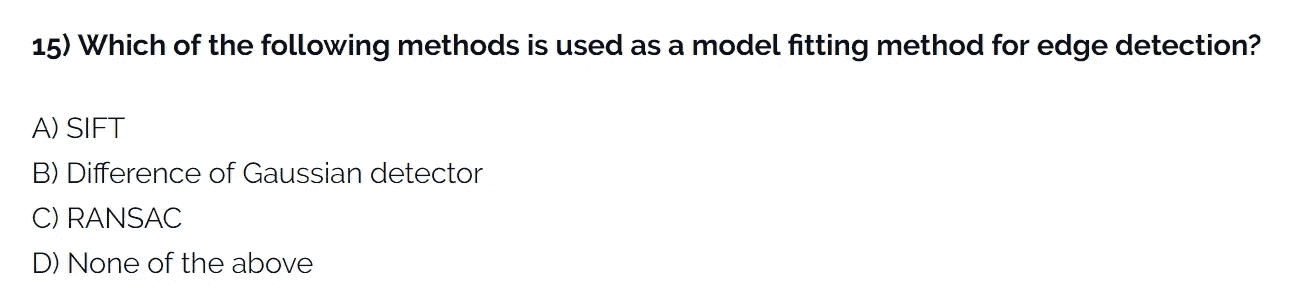 15) Which of the following methods is used as a model fitting method for edge detection?
A) SIFT
B) Difference of Gaussian detector
C) RANSAC
D) None of the above